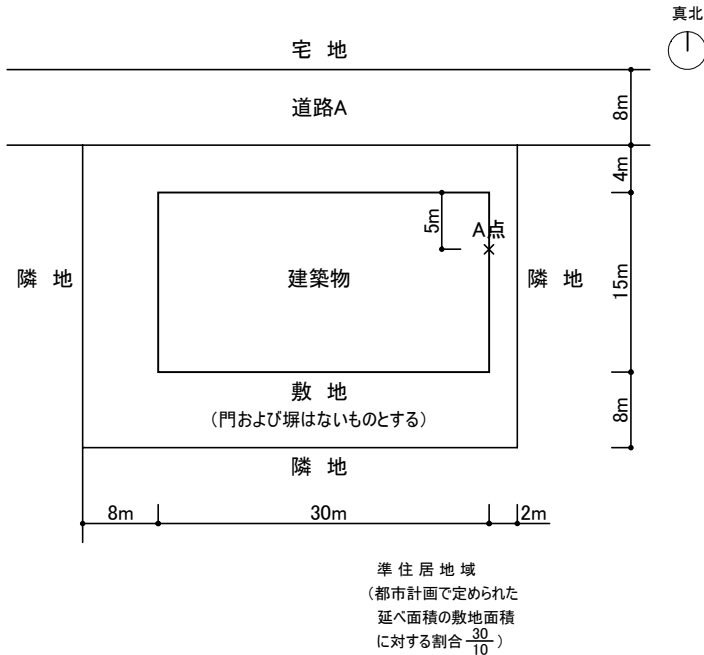 真北
宅 地
道路A
8m
4m
5m
A点
隣 地
建築物
隣 地
15m
敷 地
(門および塀はないものとする)
8m
隣 地
8m
30m
2m
準 住 居 地 域
(都市計画で定められた
延べ面積の敷地面積
に対する割合 30/10 )